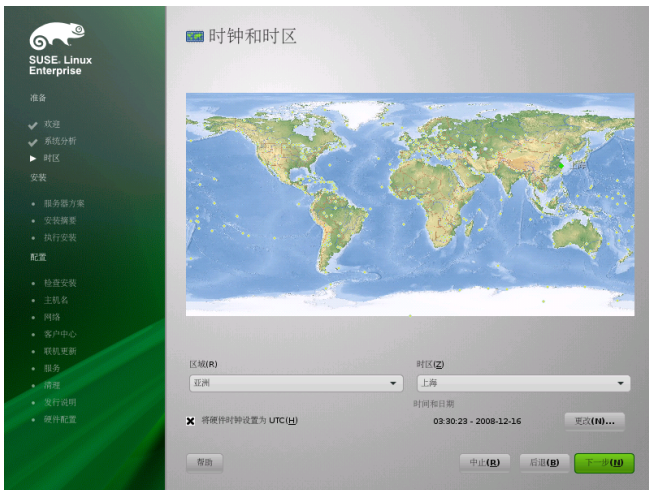 SUSE. Linux
Enterprise
准备
欢迎
系统分析
时区
安装
服务器方案
安装摘要
执行安装
配置
检查安装
主机名
网络
客户中心
联机更新
服务
清理
发行说明
硬件配置
时钟和时区
上海
区域(R)
时区(Z)
亚洲
上海
时间和日期
将硬件时钟设置为 UTC(H)
03:30:23 - 2008-12-16
更改(N)...
帮助
中止(R)
后退(B)
下一步(N)